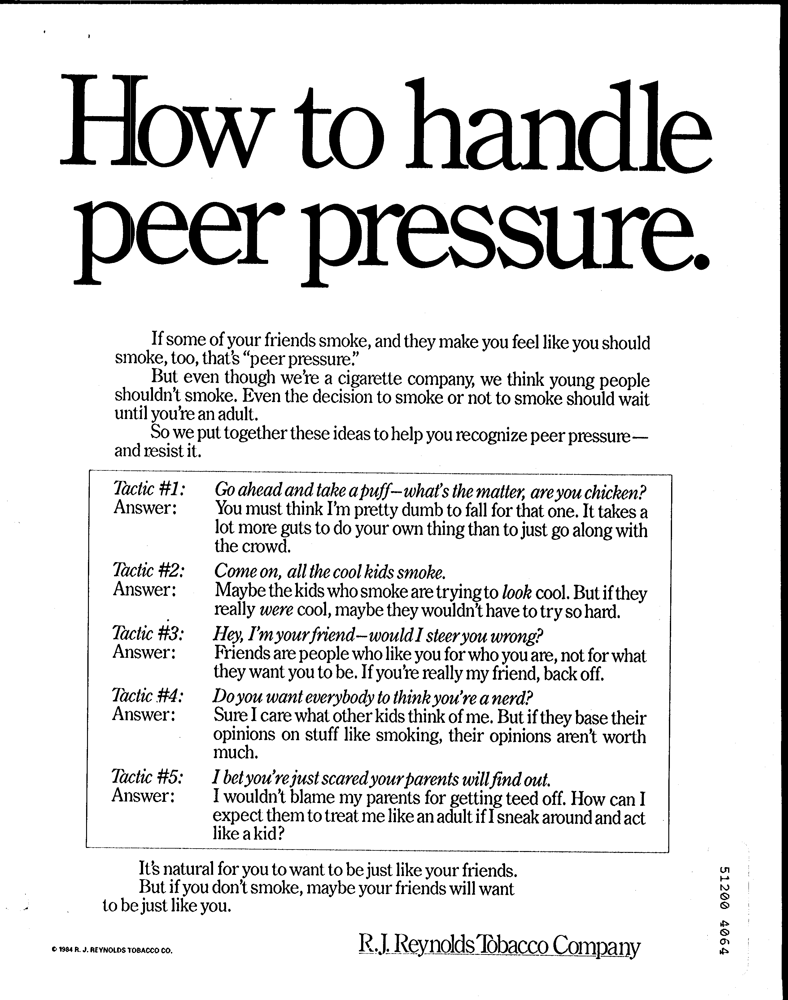 How to handle
peer pressure.
If some of your friends smoke, and they make you feel like you should
smoke, too, that's "peer pressure."
But even though we're a cigarette company, we think young people
shouldn't smoke. Even the decision to smoke or not to smoke should wait
until you're an adult.
So we put together these ideas to help you recognize peer pressure—
and resist it.
Tactic #1: Go ahead and take a puff—what's the matter, are you chicken?
Answer: You must think I'm pretty dumb to fall for that one. It takes a
lot more guts to do your own thing than to just go along with
the crowd.
Tactic #2: Come on, all the cool kids smoke.
Answer: Maybe the kids who smoke are trying to look cool. But if they
really were cool, maybe they wouldn't have to try so hard.
Tactic #3: Hey, I'm your friend—would I steer you wrong?
Answer: Friends are people who like you for who you are, not for what
they want you to be. If you're really my friend, back off.
Tactic #4: Do you want everybody to think you're a nerd?
Answer: Sure I care what other kids think of me. But if they base their
opinions on stuff like smoking, their opinions aren't worth
much.
Tactic #5: I bet you're just scared your parents will find out.
Answer: I wouldn't blame my parents for getting teed off. How can I
expect them to treat me like an adult if I sneak around and act
like a kid?
It's natural for you to want to be just like your friends.
But if you don't smoke, maybe your friends will want
to be just like you.
© 1984 R. J. REYNOLDS TOBACCO CO.
R.J. Reynolds Tobacco Company
51200 4064